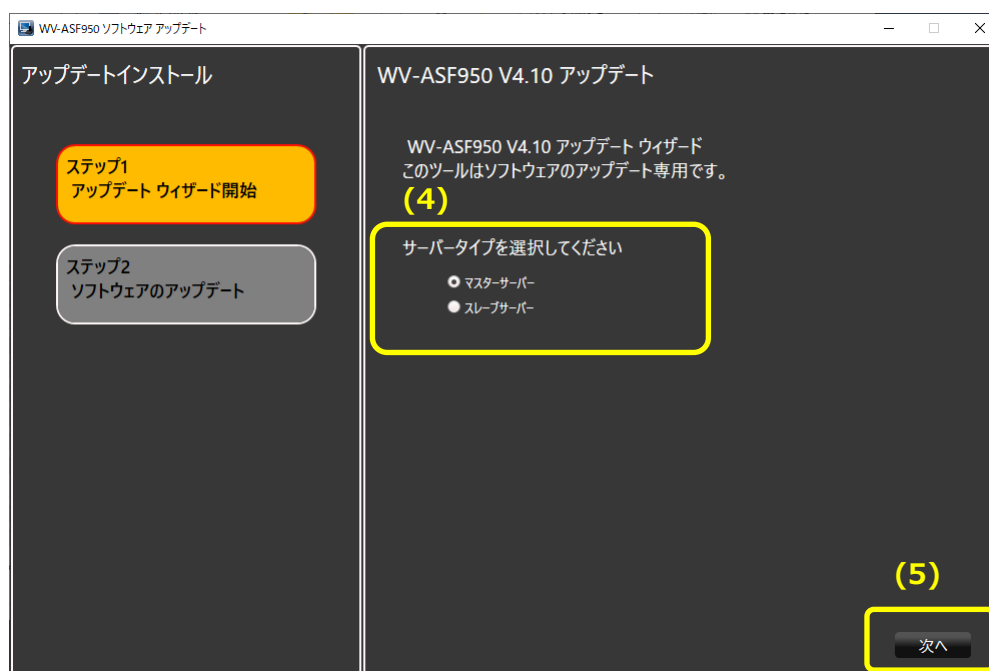 WV-ASF950 ソフトウェア アップデート
アップデートインストール
ステップ1
アップデート ウィザード開始
ステップ2
ソフトウェアのアップデート
WV-ASF950 V4.10 アップデート
WV-ASF950 V4.10 アップデート ウィザード
このツールはソフトウェアのアップデート専用です。
(4)
サーバータイプを選択してください
マスターサーバー
スレーブサーバー
(5)
次へ